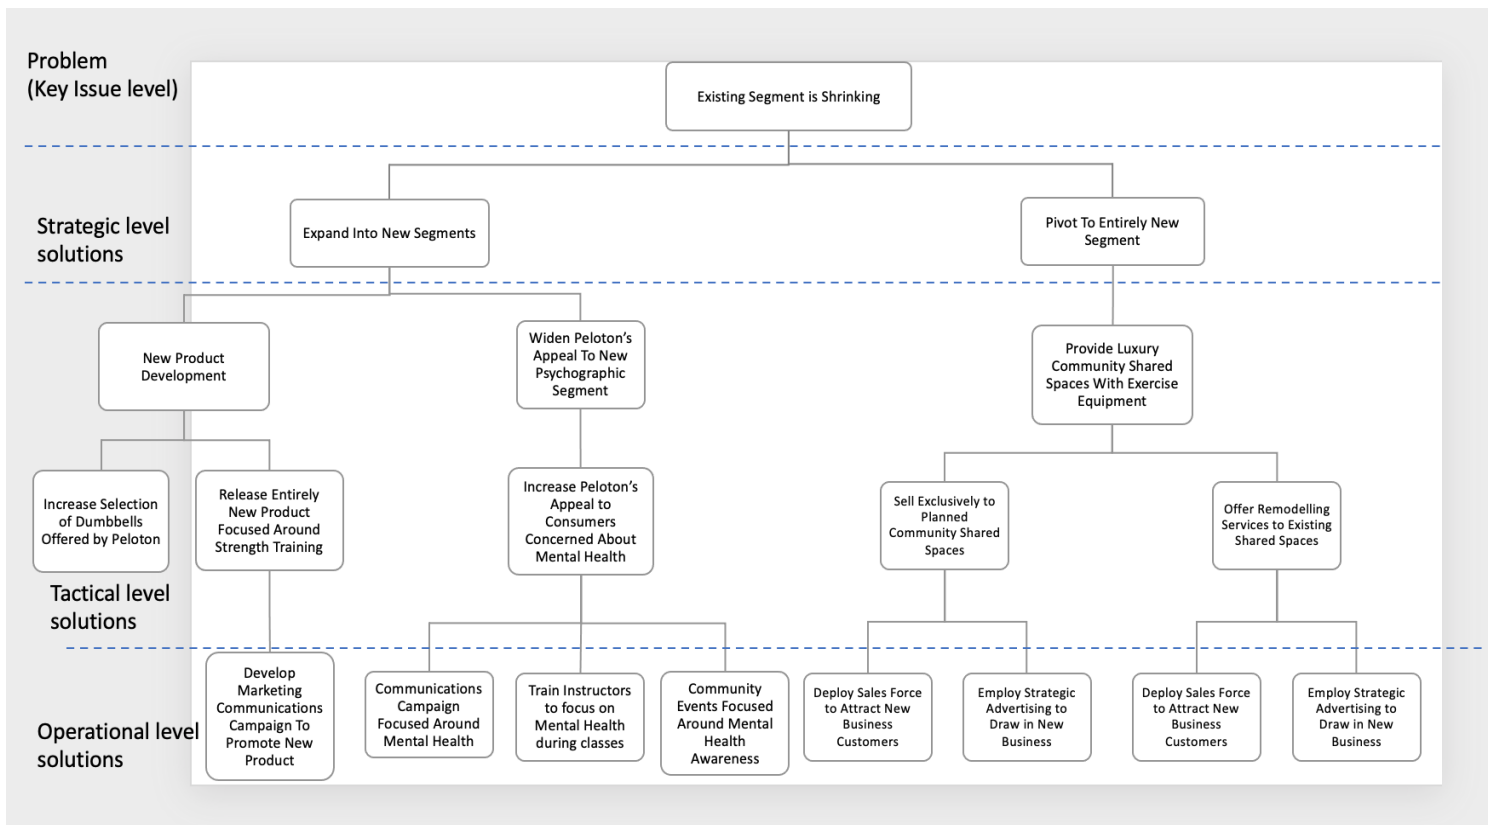 Problem
(Key Issue level)
Existing Segment is Shrinking
Strategic level
solutions
Expand Into New Segments
Pivot To Entirely New
Segment
New Product
Development
Widen Peloton’s
Appeal To New
Psychographic
Segment
Provide Luxury
Community Shared
Spaces With Exercise
Equipment
Increase Selection
of Dumbbells
Offered by Peloton
Release Entirely
New Product
Focused Around
Strength Training
Increase Peloton’s
Appeal to
Consumers
Concerned About
Mental Health
Sell Exclusively to
Planned
Community Shared
Spaces
Offer Remodelling
Services to Existing
Shared Spaces
Tactical level
solutions
Operational level
solutions
Develop
Marketing
Communications
Campaign To
Promote New
Product
Communications
Campaign
Focused Around
Mental Health
Train Instructors
to focus on
Mental Health
during classes
Community
Events Focused
Around Mental
Health
Awareness
Deploy Sales Force
to Attract New
Business
Customers
Employ Strategic
Advertising to
Draw in New
Business
Deploy Sales Force
to Attract New
Business
Customers
Employ Strategic
Advertising to
Draw in New
Business